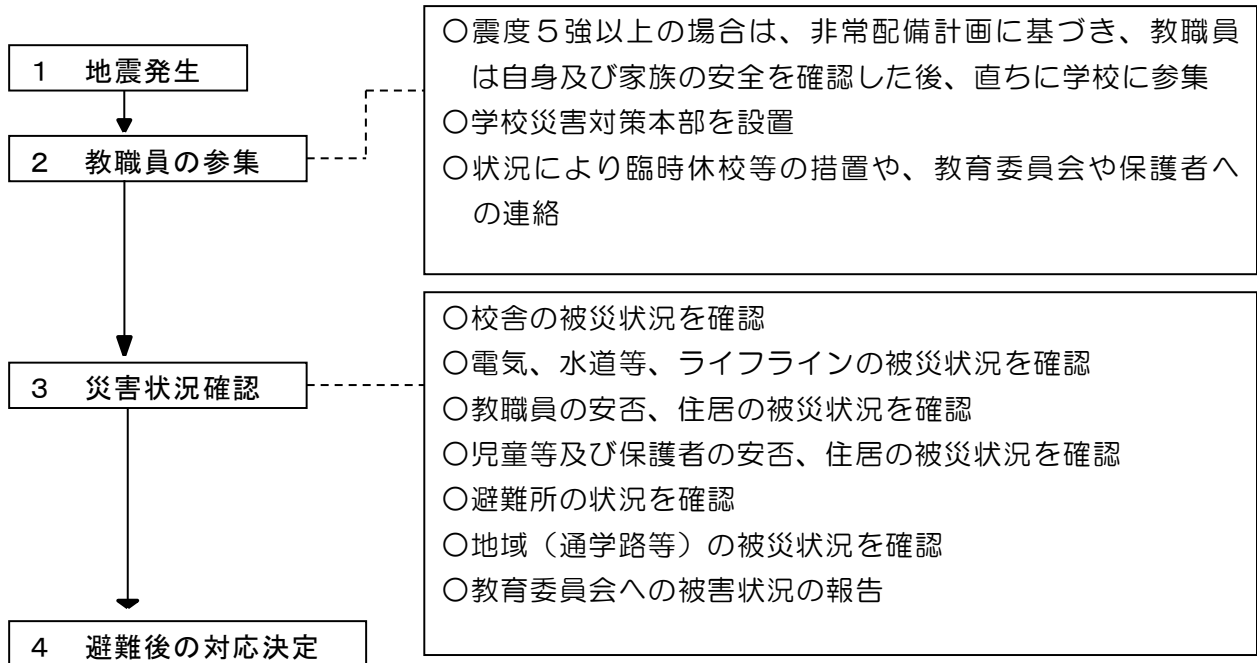 1 地震発生
2 教職員の参集
○震度５強以上の場合は、非常配備計画に基づき、教職員
は自身及び家族の安全を確認した後、直ちに学校に参集
○学校災害対策本部を設置
○状況により臨時休校等の措置や、教育委員会や保護者へ
の連絡
3 災害状況確認
○校舎の被災状況を確認
○電気、水道等、ライフラインの被災状況を確認
○教職員の安否、住居の被災状況を確認
○児童等及び保護者の安否、住居の被災状況を確認
○避難所の状況を確認
○地域（通学路等）の被災状況を確認
○教育委員会への被害状況の報告
4 避難後の対応決定